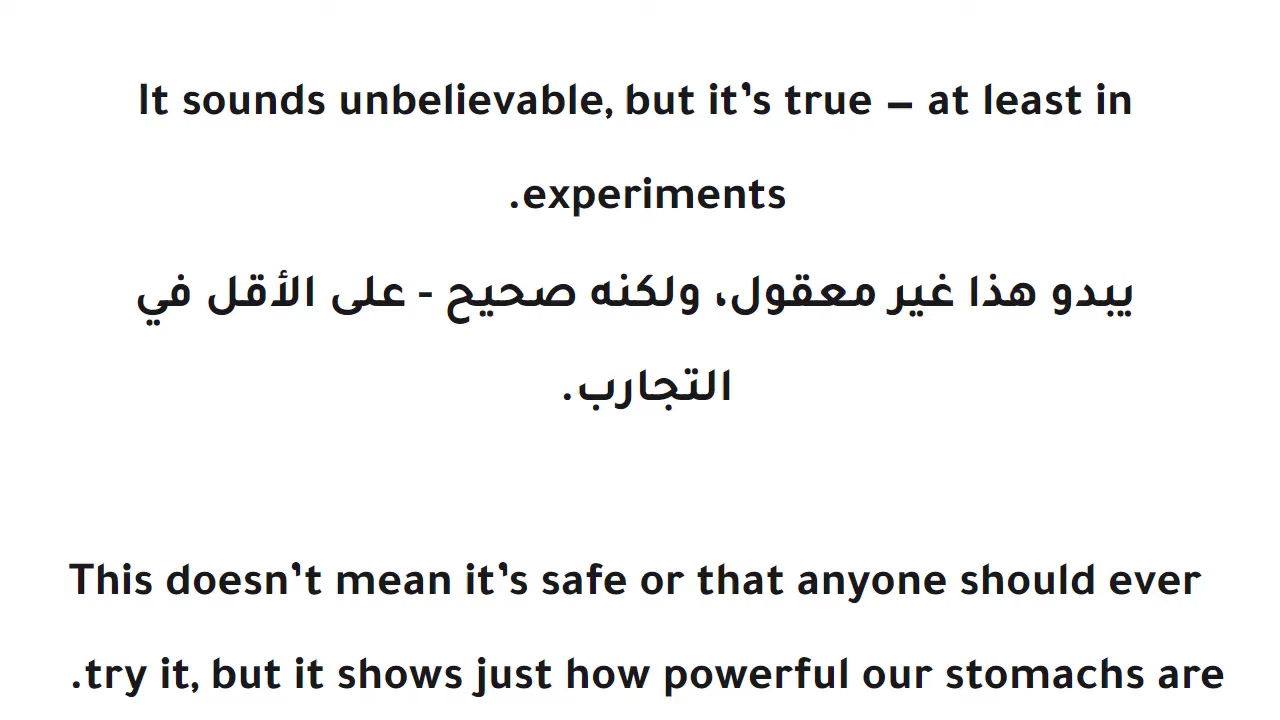 It sounds unbelievable, but it’s true — at least in
.experiments
يبدو هذا غير معقول، ولكنه صحيح - على الأقل في
التجارب.
This doesn’t mean it’s safe or that anyone should ever
.try it, but it shows just how powerful our stomachs are